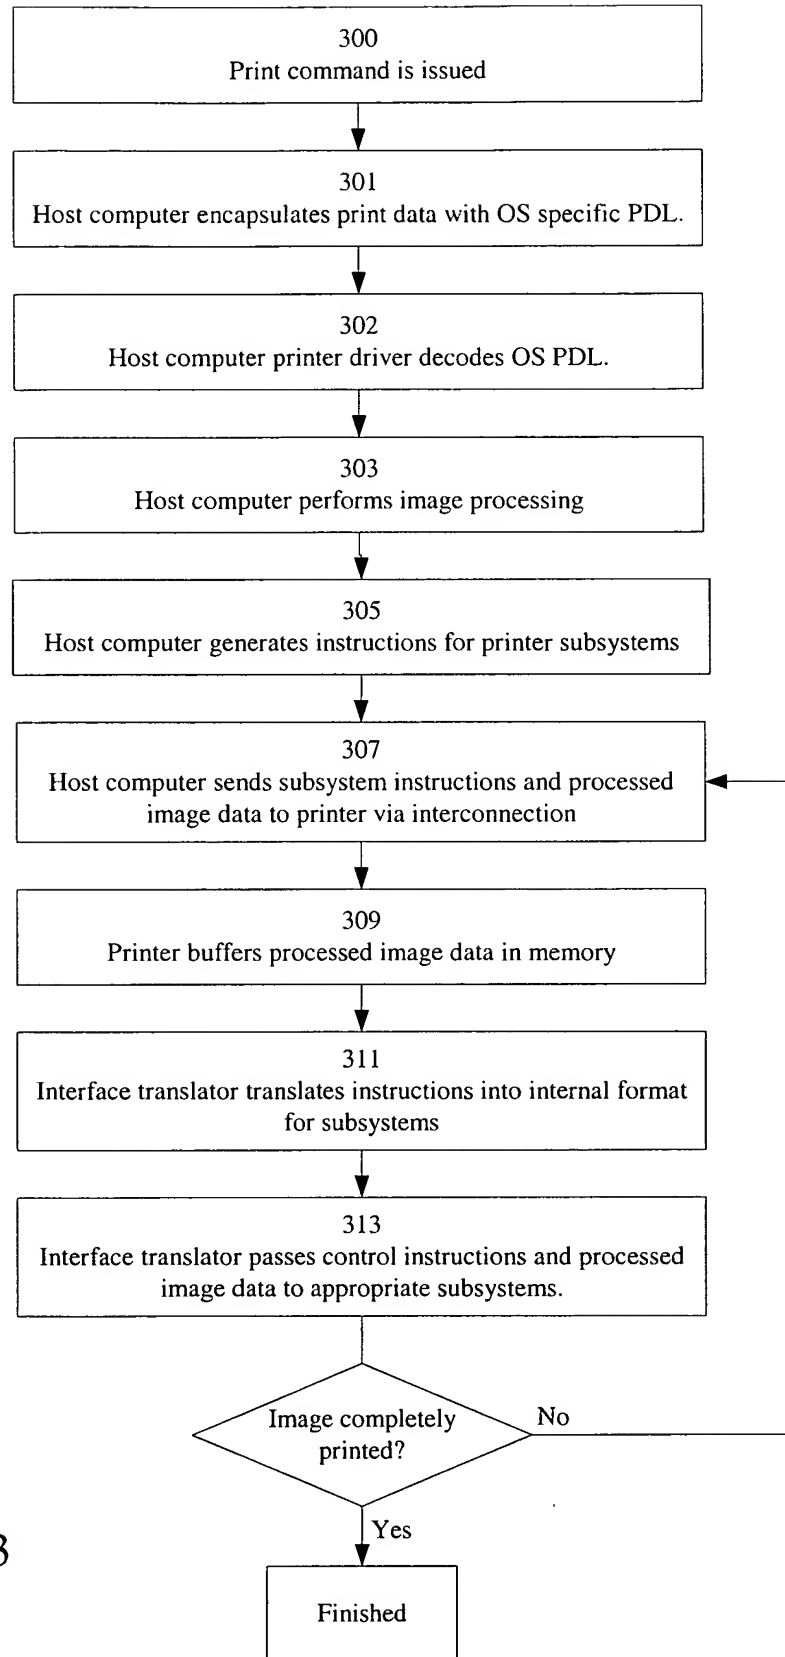 300
Print command is issued
301
Host computer encapsulates print data with OS specific PDL.
302
Host computer printer driver decodes OS PDL.
303
Host computer performs image processing
305
Host computer generates instructions for printer subsystems
307
Host computer sends subsystem instructions and processed
image data to printer via interconnection
309
Printer buffers processed image data in memory
311
Interface translator translates instructions into internal format
for subsystems
313
Interface translator passes control instructions and processed
image data to appropriate subsystems.
Image completely
printed?
No
Yes
3
Finished